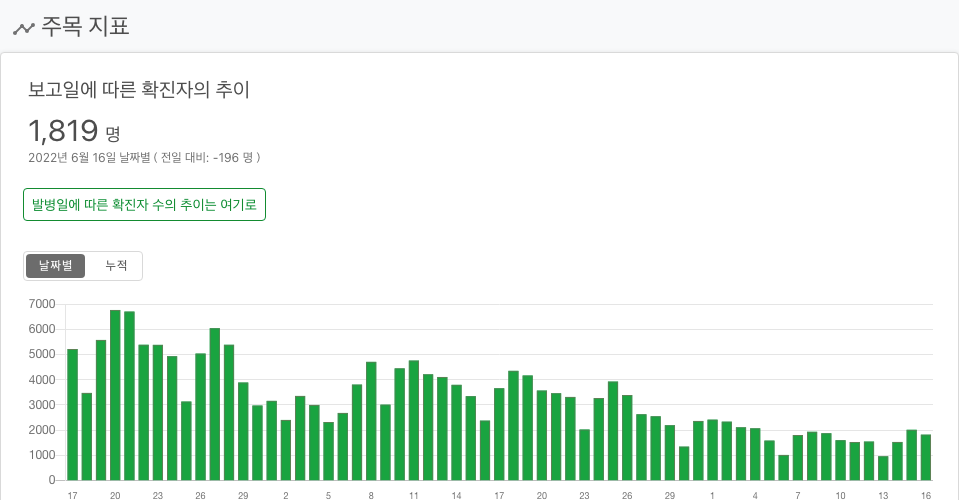 주목 지표
보고일에 따른 확진자의 추이
1,819 명
2022년 6월 16일 날짜별 ( 전일 대비: -196 명 )
발병일에 따른 확진자 수의 추이는 여기로
날짜별 누적
7000
6000
5000
4000
3000
2000
1000
0
17 20 23 26 29 2 5 8 11 14 17 20 23 26 29 1 4 7 10 13 16